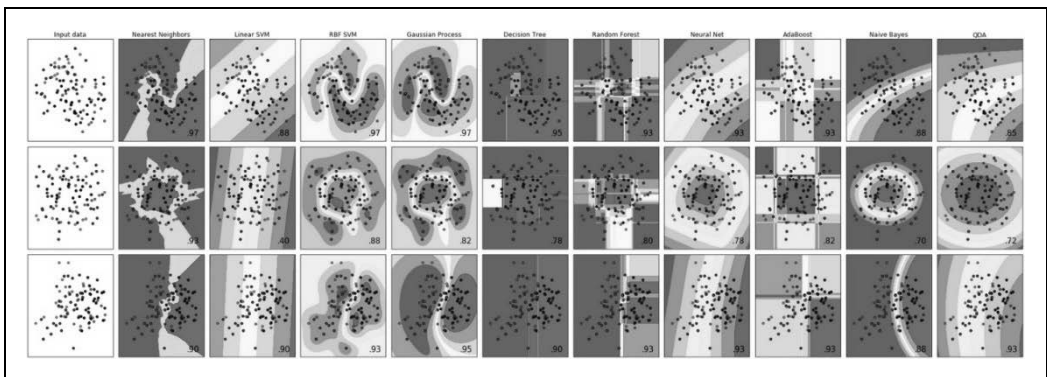 Input data Nearest Neighbors Linear SVM RBF SVM Gaussian Process Decision Tree Random Forest Neural Net AdaBoost Naive Bayes QDA
.97 .88 .97 .97 .95 .93 .93 .93 .88 .85
.93 .40 .88 .82 .78 .80 .78 .82 .70 .72
.90 .90 .93 .95 .90 .93 .93 .93 .88 .93